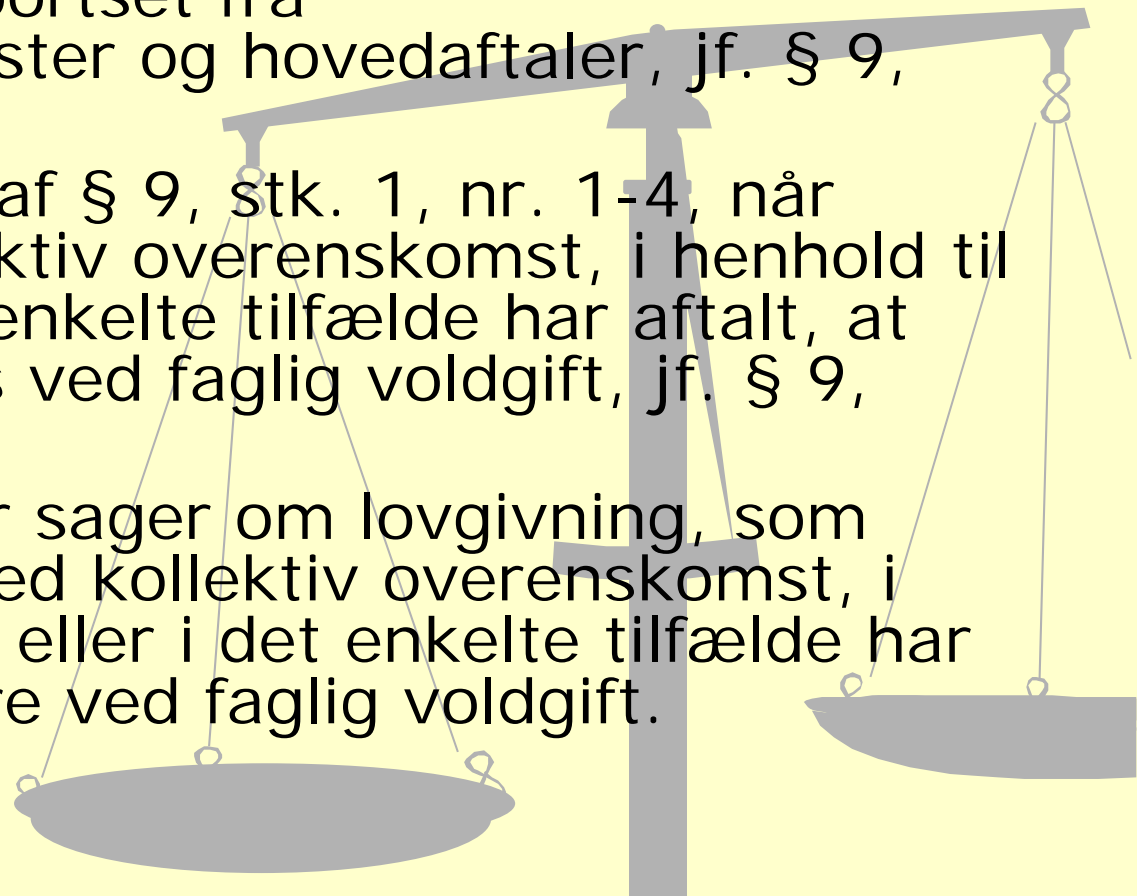 bortset fra
ster og hovedaftaler, jf. § 9,
af § 9, stk. 1, nr. 1-4, når
ktiv overenskomst, i henhold til
enkelte tilfælde har aftalt, at
s ved faglig voldgift, jf. § 9,
r sager om lovgivning, som
ed kollektiv overenskomst, i
eller i det enkelte tilfælde har
re ved faglig voldgift.